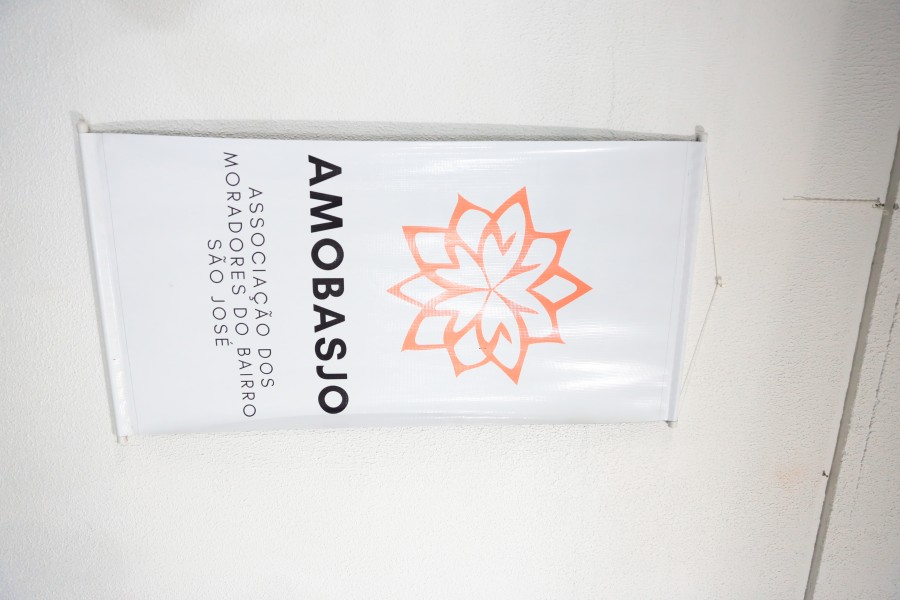 AMOBASJO
ASSOCIAÇÃO DOS
MORADORES DO BAIRRO
SÃO JOSÉ